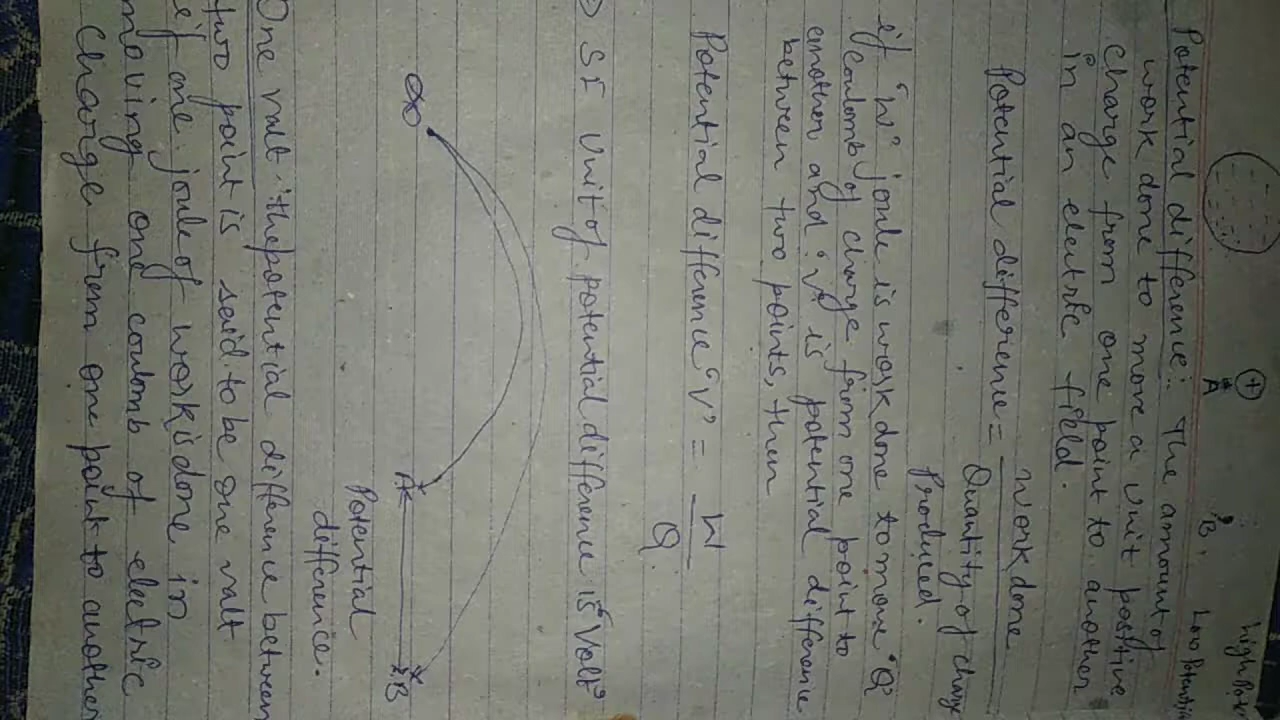 +
A
B.
Low Potential
Potential difference: The amount of
work done to move a unit positive
charge from one point to another
in an electric field.
Potential difference = work done
Quantity of charge
Produced.
if "W" joule is work done to move "Q"
coulomb of charge from one point to
another and "V" is potential difference
between two points, then
Potential difference "V" = W
Q.
SI Unit of potential difference is "Volt"
∞
A
B
Potential
difference.
One volt: the potential difference between
two point is said to be one volt
if one joule of work is done in
moving one coulomb of electric
charge from one point to another